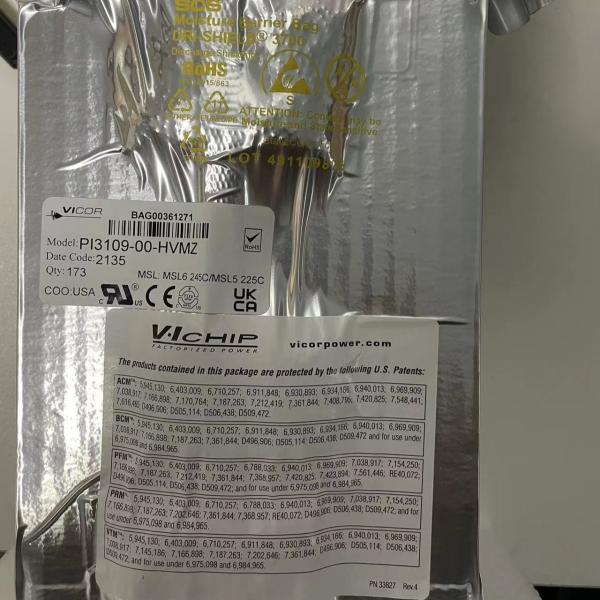 SCS
Moisture Barrier Bag
DRI-SHIELD® 3700
RoHS
ATTENTION: Contents may be
Moisture and Static Sensitive
LOT
VICOR
BAG00361271
Model:PI3109-00-HVMZ
RoHS
Date Code:2135
Qty:173
MSL: MSL6 245C/MSL5 225C
COO:USA
c UL US CE UK CA
V·I CHIP
FACTORIZED POWER
vicorpower.com
The products contained in this package are protected by the following U.S. Patents:
ACM™: 5,945,130; 6,403,009; 6,710,257; 6,911,848; 6,930,893; 6,934,166; 6,940,013; 6,969,909;
7,038,917; 7,166,898; 7,170,764; 7,187,263; 7,212,419; 7,361,844; 7,408,795; 7,420,825; 7,548,441;
7,616,486; D496,906; D505,114; D506,438; D509,472.
BCM™: 5,945,130; 6,403,009; 6,710,257; 6,911,848; 6,930,893; 6,934,166; 6,940,013; 6,969,909;
7,038,917;7,166,898; 7,187,263; 7,361,844; D496,906; D505,114; D506,438; D509,472 and for use under
6,975,098 and 6,984,965.
PFM™: 5,945,130; 6,403,009; 6,710,257; 6,788,033; 6,940,013; 6,969,909; 7,038,917; 7,154,250;
7,166,898; 7,187,263; 7,212,419; 7,361,844; 7,368,957; 7,420,825; 7,423,894; 7,561,446; RE40,072;
D496,906; D505,114; D506,438; D509,472; and for use under 6,975,098 and 6,984,965.
PRM™: 5,945,130; 6,403,009; 6,710,257; 6,788,033; 6,940,013; 6,969,909; 7,038,917; 7,154,250;
7,166,898; 7,187,263; 7,202,646; 7,361,844; 7,368,957; RE40,072; D496,906; D505,114; D506,438; D509,472; and for
use under 6,975,098 and 6,984,965.
VTM™: 5,945,130; 6,403,009; 6,710,257; 6,911,848; 6,930,893; 6,934,166; 6,940,013; 6,969,909;
7,038,917; 7,145,186; 7,166,898; 7,187,263; 7,202,646; 7,361,844; D496,906; D505,114; D506,438;
D509,472; and for use under 6,975,098 and 6,984,965.
PN 33827 Rev.4